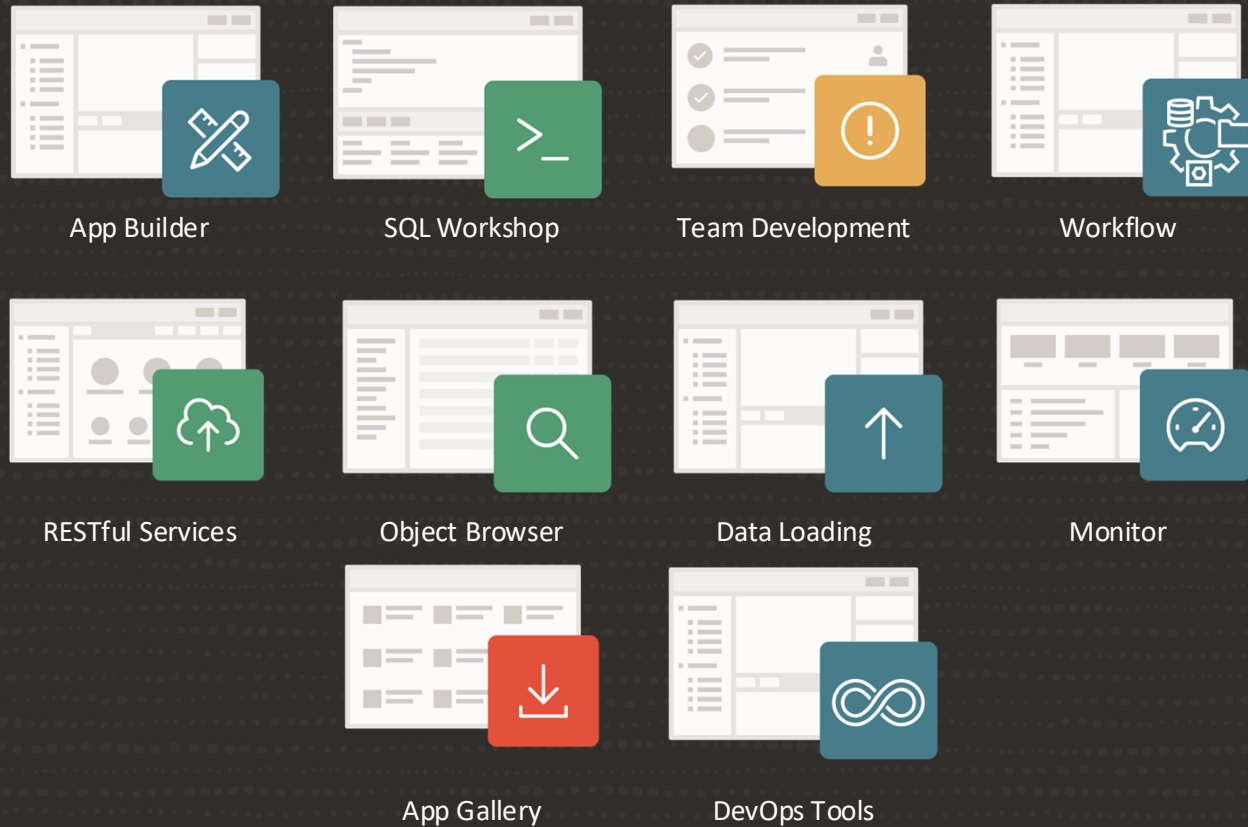 App Builder
SQL Workshop
Team Development
Workflow
RESTful Services
Object Browser
Data Loading
Monitor
App Gallery
DevOps Tools